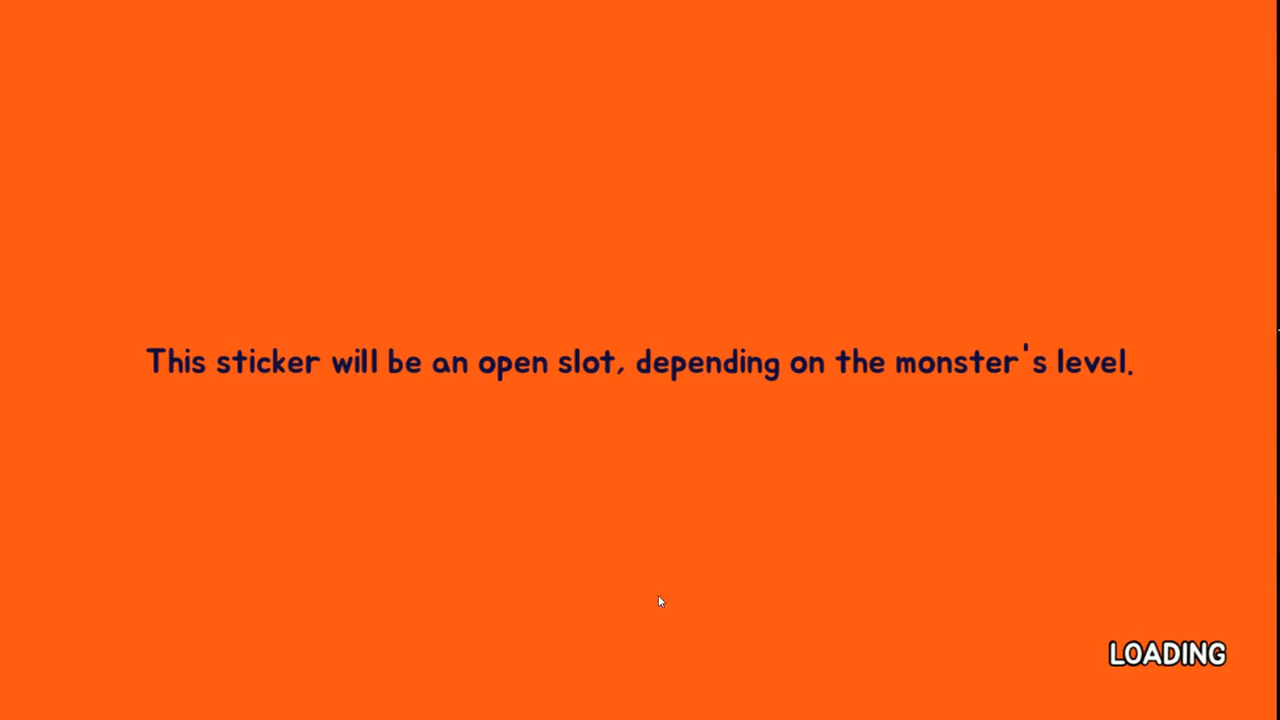 This sticker will be an open slot, depending on the monster's level.
LOADING